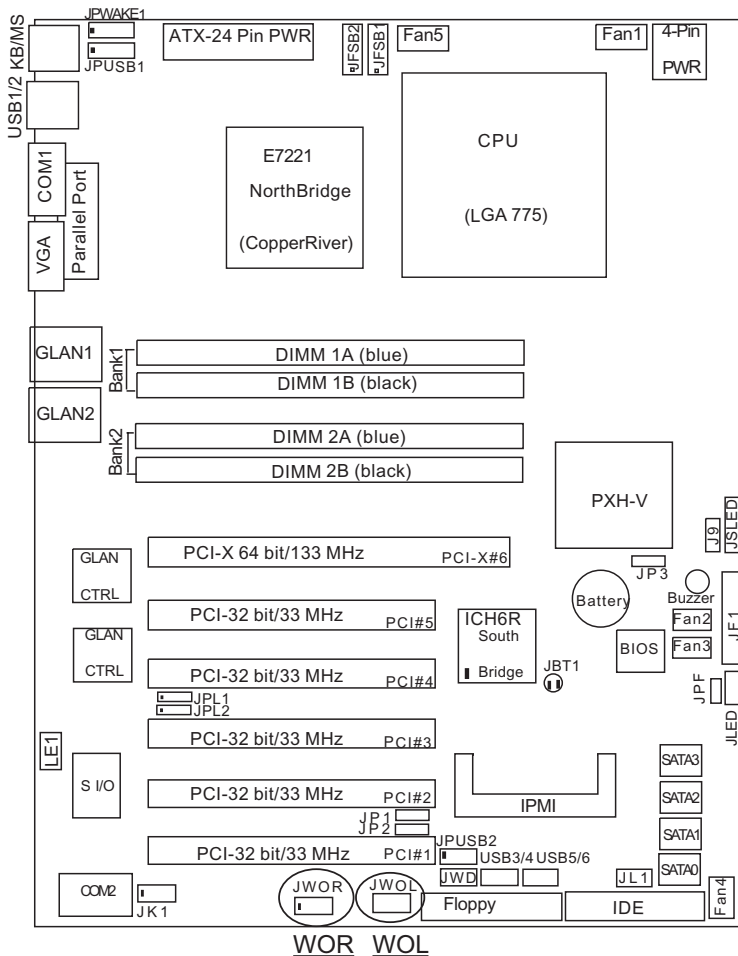 JPWAKE1
JPUSB1
KB/MS
USB1/2
ATX-24 Pin PWR
JFSB2
JFSB1
Fan5
Fan1
4-Pin
PWR
CPU
(LGA 775)
E7221
NorthBridge
(CopperRiver)
COM1
VGA
Parallel Port
GLAN1
GLAN2
Bank1
DIMM 1A (blue)
DIMM 1B (black)
Bank2
DIMM 2A (blue)
DIMM 2B (black)
PXH-V
J9
JSLED
JP3
PCI-X 64 bit/133 MHz
PCI-X#6
GLAN
CTRL
PCI-32 bit/33 MHz
PCI#5
GLAN
CTRL
ICH6R
South
Bridge
Battery
Buzzer
Fan2
Fan3
JF1
BIOS
JBT1
JPF
JLED
PCI-32 bit/33 MHz
PCI#4
JPL1
JPL2
PCI-32 bit/33 MHz
PCI#3
LE1
S I/O
PCI-32 bit/33 MHz
PCI#2
IPMI
SATA3
SATA2
SATA1
SATA0
JP1
JP2
PCI-32 bit/33 MHz
PCI#1
JPUSB2
USB3/4
USB5/6
JWD
JL1
Fan4
COM2
JK1
JWOR
JWOL
Floppy
IDE
WOR
WOL